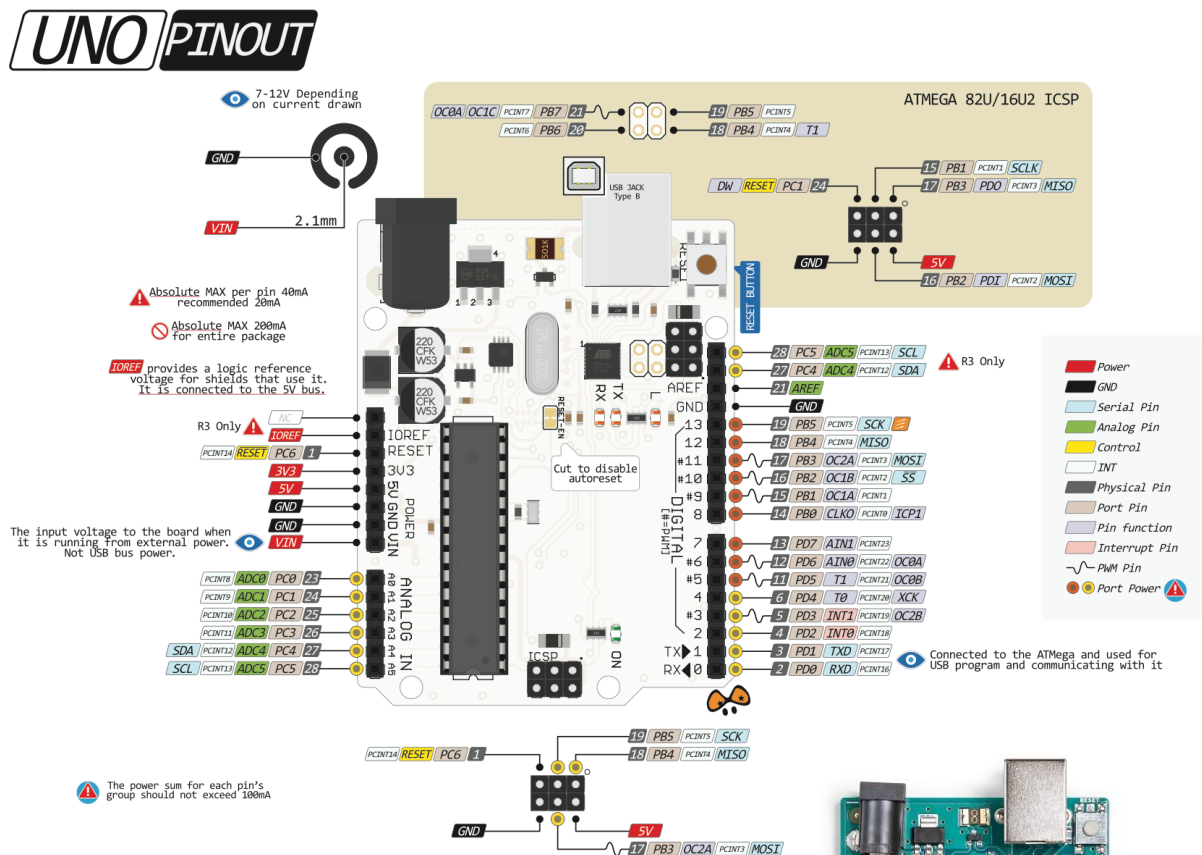 UNO PINOUT
7-12V Depending
on current drawn
GND
VIN
2.1mm
ATMEGA 82U/16U2 ICSP
OC0A OC1C PCINT7 PB7 21
19 PB5 PCINT5
PCINT6 PB6 20
18 PB4 PCINT4 T1
15 PB1 PCINT1 SCLK
DW RESET PC1 24
17 PB3 PDO PCINT3 MISO
GND
5V
16 PB2 PDI PCINT2 MOSI
USB JACK
Type B
RESET
RESET BUTTON
501K
4
1 2 3
Absolute MAX per pin 40mA
recommended 20mA
Absolute MAX 200mA
for entire package
IOREF provides a logic reference
voltage for shields that use it.
It is connected to the 5V bus.
220
CFK
W53
220
CFK
W53
1
RX
TX
L
RESET-EN
Cut to disable
autoreset
R3 Only
NC
IOREF
PCINT14 RESET PC6 1
3V3
5V
GND
GND
VIN
IOREF
RESET
3V3
5V
GND
VIN
POWER
The input voltage to the board when
it is running from external power.
Not USB bus power.
PCINT8 ADC0 PC0 23
PCINT9 ADC1 PC1 24
PCINT10 ADC2 PC2 25
PCINT11 ADC3 PC3 26
SDA PCINT12 ADC4 PC4 27
SCL PCINT13 ADC5 PC5 28
A0
A1
A2
A3
A4
A5
ANALOG IN
ICSP
ON
AREF
GND
13
12
#11
#10
#9
8
7
#6
#5
4
#3
2
TX 1
RX 0
DIGITAL
[#=PWM]
28 PC5 ADC5 PCINT13 SCL
27 PC4 ADC4 PCINT12 SDA
R3 Only
21 AREF
GND
19 PB5 PCINT5 SCK
18 PB4 PCINT4 MISO
17 PB3 OC2A PCINT3 MOSI
16 PB2 OC1B PCINT2 SS
15 PB1 OC1A PCINT1
14 PB0 CLKO PCINT0 ICP1
13 PD7 AIN1 PCINT23
12 PD6 AIN0 PCINT22 OC0A
11 PD5 T1 PCINT21 OC0B
6 PD4 T0 PCINT20 XCK
5 PD3 INT1 PCINT19 OC2B
4 PD2 INT0 PCINT18
3 PD1 TXD PCINT17
2 PD0 RXD PCINT16
Connected to the ATMega and used for
USB program and communicating with it
Power
GND
Serial Pin
Analog Pin
Control
INT
Physical Pin
Port Pin
Pin function
Interrupt Pin
PWM Pin
Port Power
19 PB5 PCINT5 SCK
PCINT14 RESET PC6 1
18 PB4 PCINT4 MISO
The power sum for each pin's
group should not exceed 100mA
GND
5V
17 PB3 OC2A PCINT3 MOSI
RESET